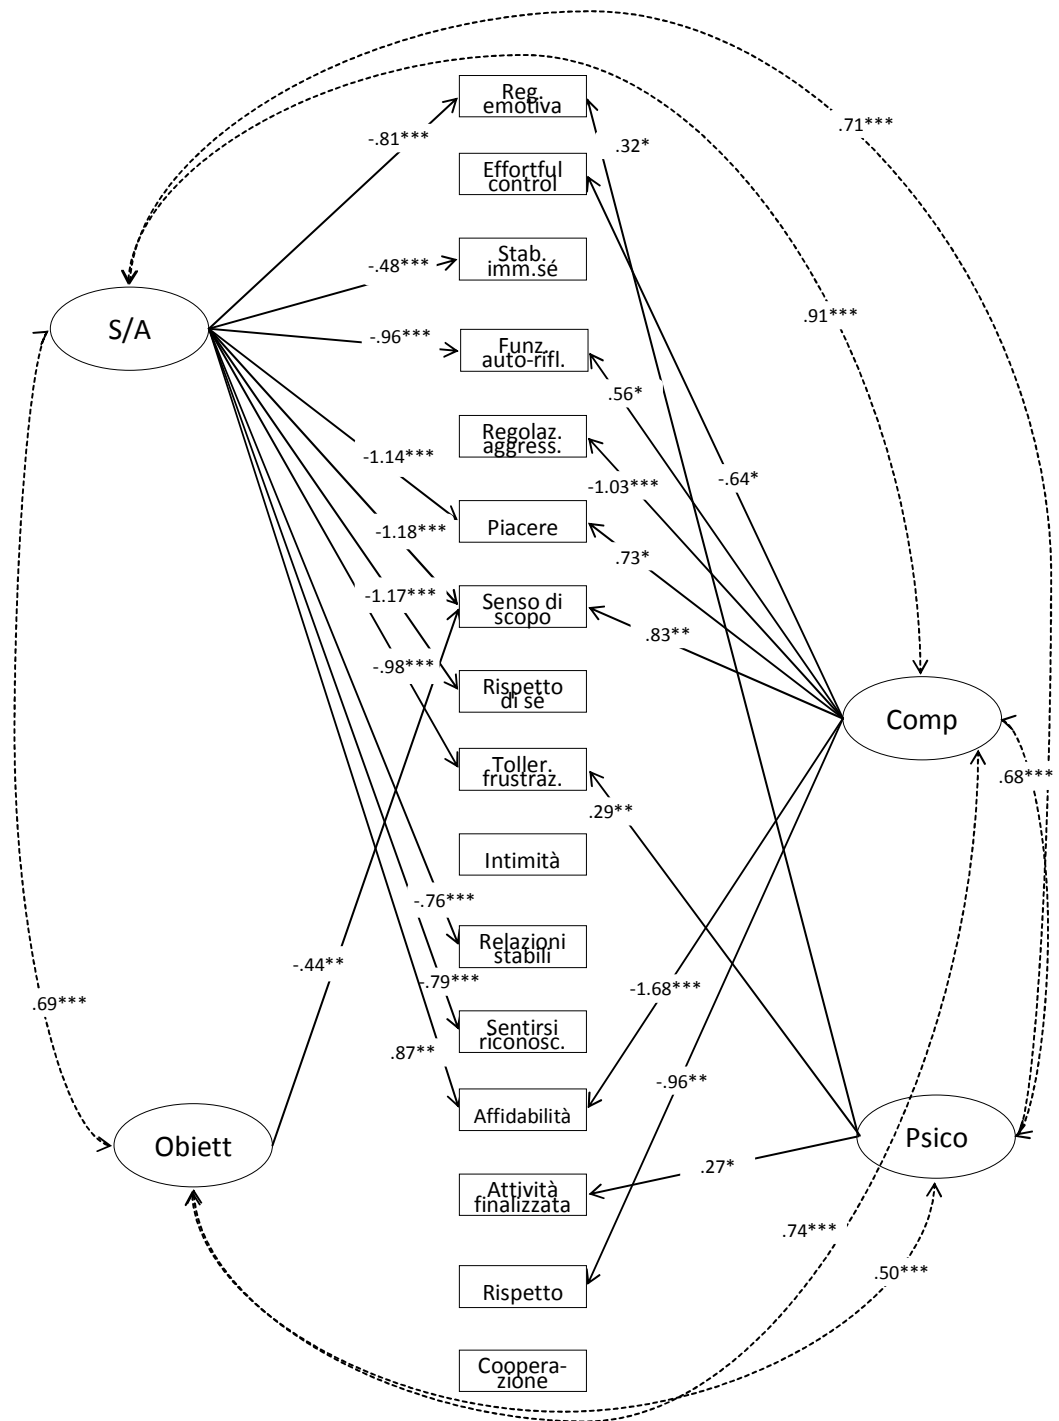 .71***
Reg.
emotiva
-.81***
.32*
Effortful
control
Stab.
imm.sé
-.48***
S/A
.91***
-.96***
Funz.
auto-rifl.
.56*
Regolaz.
aggress.
-1.14***
-.64*
-1.03***
-1.18***
Piacere
.73*
-1.17***
Senso di
scopo
.83**
-.98***
Rispetto
di sé
Comp
Toller.
frustraz.
.68***
.29**
Intimità
-.76***
Relazioni
stabili
-.44**
-.79***
-1.68***
.69***
Sentirsi
riconosc.
.87**
-.96**
Affidabilità
Obiett
Psico
.27*
Attività
finalizzata
.74***
.50***
Rispetto
Coopera-
zione